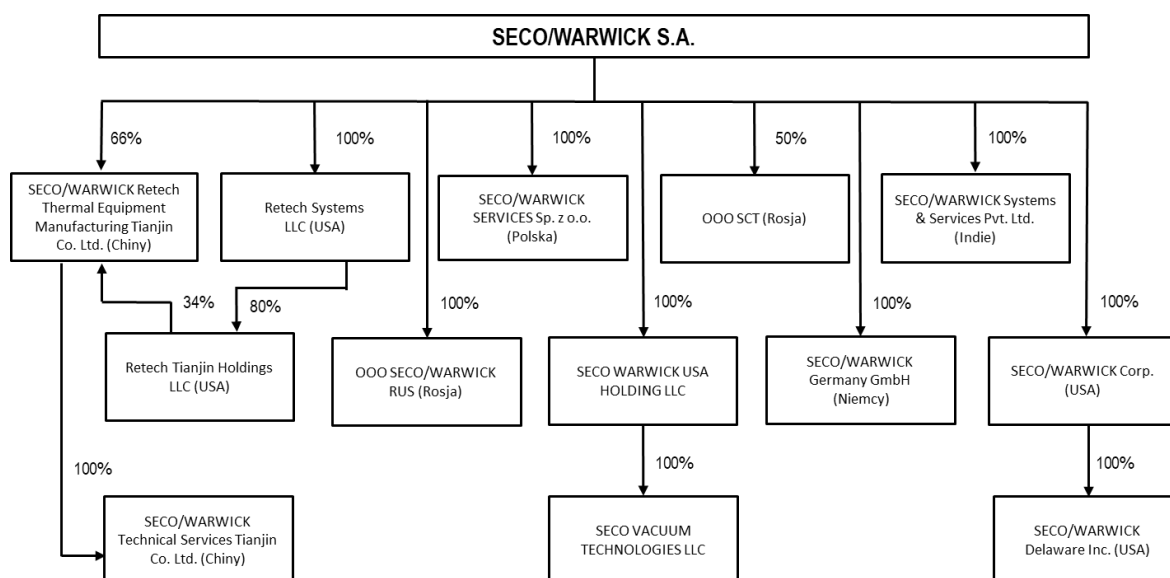 SECO/WARWICK S.A.
66%
100%
100%
50%
100%
SECO/WARWICK Retech
Thermal Equipment
Manufacturing Tianjin
Co. Ltd. (Chiny)
Retech Systems
LLC (USA)
SECO/WARWICK
SERVICES Sp. z o.o.
(Polska)
OOO SCT (Rosja)
SECO/WARWICK Systems
& Services Pvt. Ltd.
(Indie)
34%
80%
100%
100%
100%
100%
Retech Tianjin Holdings
LLC (USA)
OOO SECO/WARWICK
RUS (Rosja)
SECO WARWICK USA
HOLDING LLC
SECO/WARWICK
Germany GmbH
(Niemcy)
SECO/WARWICK Corp.
(USA)
100%
100%
100%
SECO/WARWICK
Technical Services Tianjin
Co. Ltd. (Chiny)
SECO VACUUM
TECHNOLOGIES LLC
SECO/WARWICK
Delaware Inc. (USA)